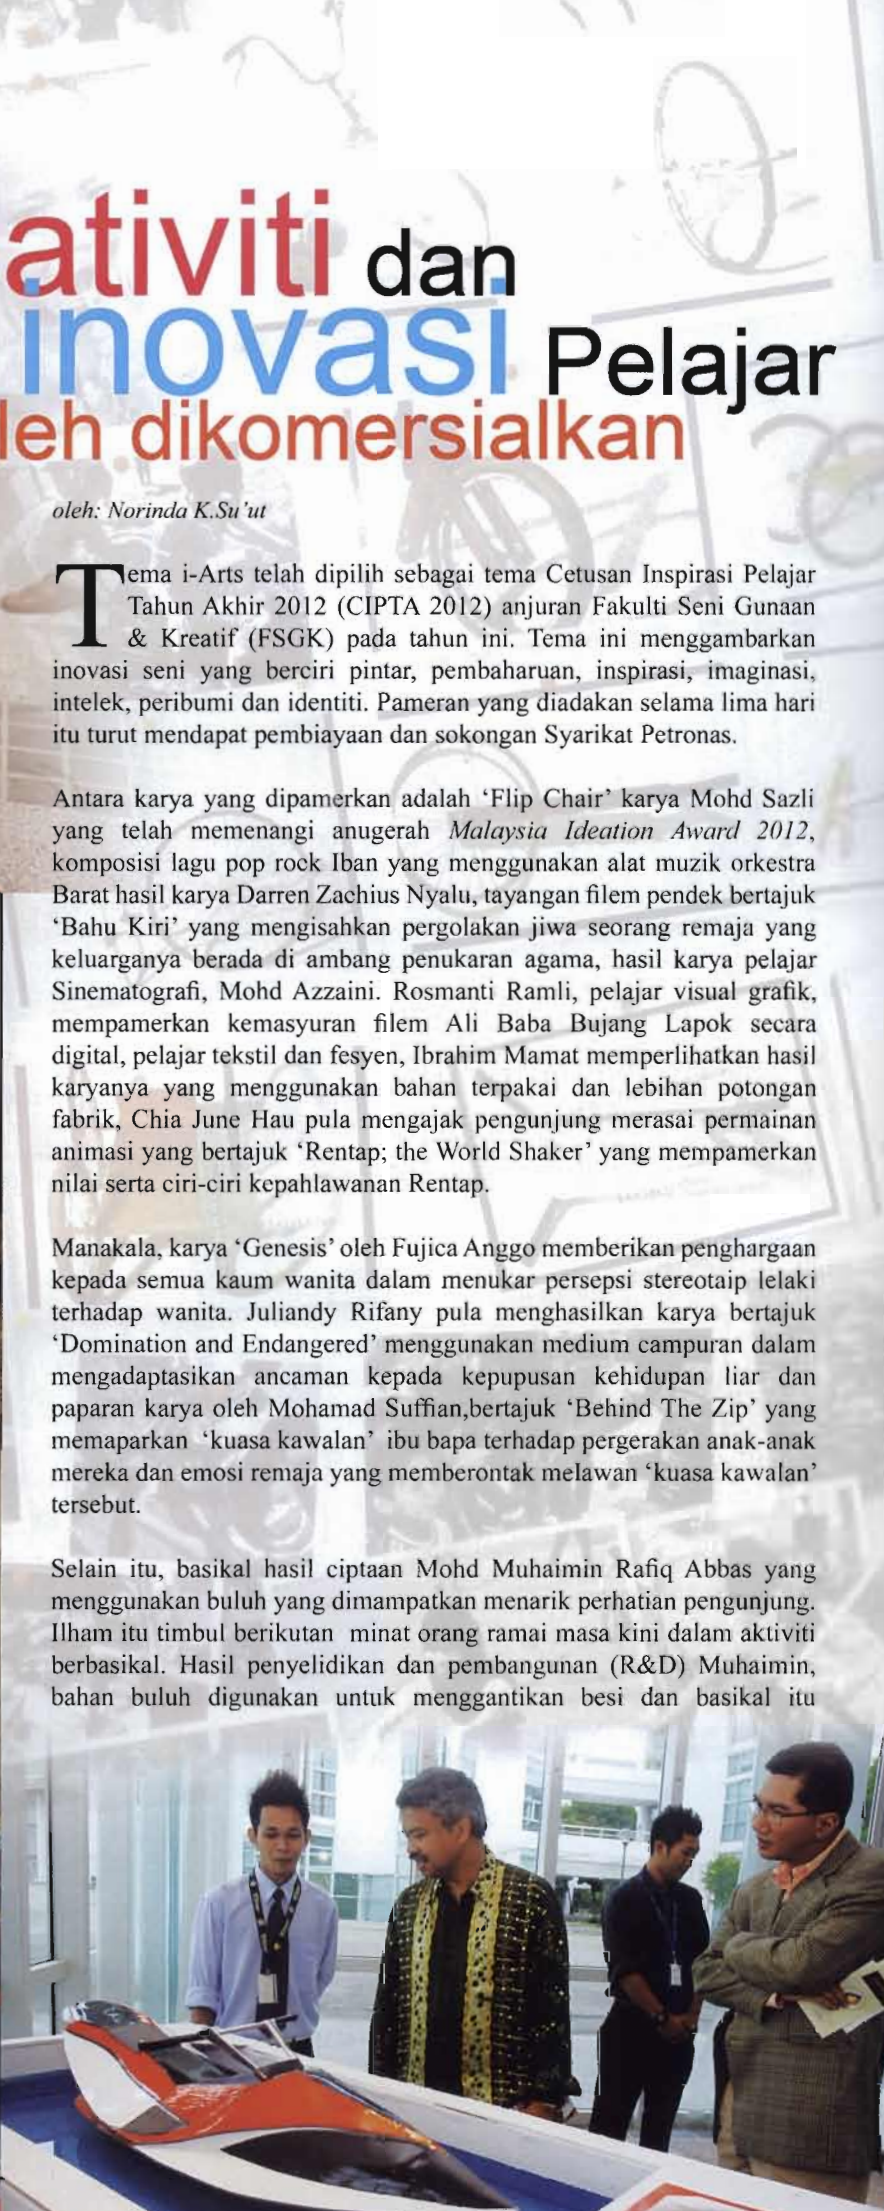 ativiti dan
inovasi Pelajar
leh dikomersialkan
oleh: Norinda K.Su'ut
Tema i-Arts telah dipilih sebagai tema Cetusan Inspirasi Pelajar
Tahun Akhir 2012 (CIPTA 2012) anjuran Fakulti Seni Gunaan
& Kreatif (FSGK) pada tahun ini. Tema ini menggambarkan
inovasi seni yang berciri pintar, pembaharuan, inspirasi, imaginasi,
intelek, peribumi dan identiti. Pameran yang diadakan selama lima hari
itu turut mendapat pembiayaan dan sokongan Syarikat Petronas.
Antara karya yang dipamerkan adalah ‘Flip Chair’ karya Mohd Sazli
yang telah memenangi anugerah Malaysia Ideation Award 2012,
komposisi lagu pop rock Iban yang menggunakan alat muzik orkestra
Barat hasil karya Darren Zachius Nyalu, tayangan filem pendek bertajuk
‘Bahu Kiri’ yang mengisahkan pergolakan jiwa seorang remaja yang
keluarganya berada di ambang penukaran agama, hasil karya pelajar
Sinematografi, Mohd Azzaini. Rosmanti Ramli, pelajar visual grafik,
mempamerkan kemasyuran filem Ali Baba Bujang Lapok secara
digital, pelajar tekstil dan fesyen, Ibrahim Mamat memperlihatkan hasil
karyanya yang menggunakan bahan terpakai dan lebihan potongan
fabrik, Chia June Hau pula mengajak pengunjung merasai permainan
animasi yang bertajuk ‘Rentap; the World Shaker’ yang mempamerkan
nilai serta ciri-ciri kepahlawanan Rentap.
Manakala, karya ‘Genesis’ oleh Fujica Anggo memberikan penghargaan
kepada semua kaum wanita dalam menukar persepsi stereotaip lelaki
terhadap wanita. Juliandy Rifany pula menghasilkan karya bertajuk
‘Domination and Endangered’ menggunakan medium campuran dalam
mengadaptasikan ancaman kepada kepupusan kehidupan liar dan
paparan karya oleh Mohamad Suffian,bertajuk ‘Behind The Zip’ yang
memaparkan ‘kuasa kawalan’ ibu bapa terhadap pergerakan anak-anak
mereka dan emosi remaja yang memberontak melawan ‘kuasa kawalan’
tersebut.
Selain itu, basikal hasil ciptaan Mohd Muhaimin Rafiq Abbas yang
menggunakan buluh yang dimampatkan menarik perhatian pengunjung.
Ilham itu timbul berikutan minat orang ramai masa kini dalam aktiviti
berbasikal. Hasil penyelidikan dan pembangunan (R&D) Muhaimin,
bahan buluh digunakan untuk menggantikan besi dan basikal itu